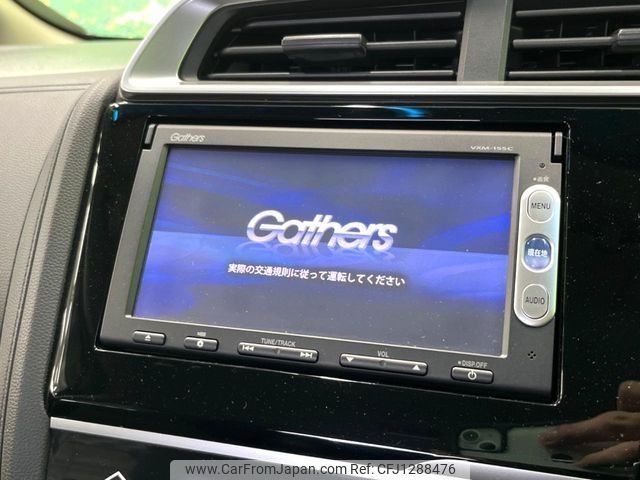 Gathers
VXM-155C
Gathers
実際の交通規則に従って運転してください
MENU
現在地
AUDIO
TUNE/TRACK
VOL
DISP.OFF
www.CarFromJapan.com - CFJ1288476